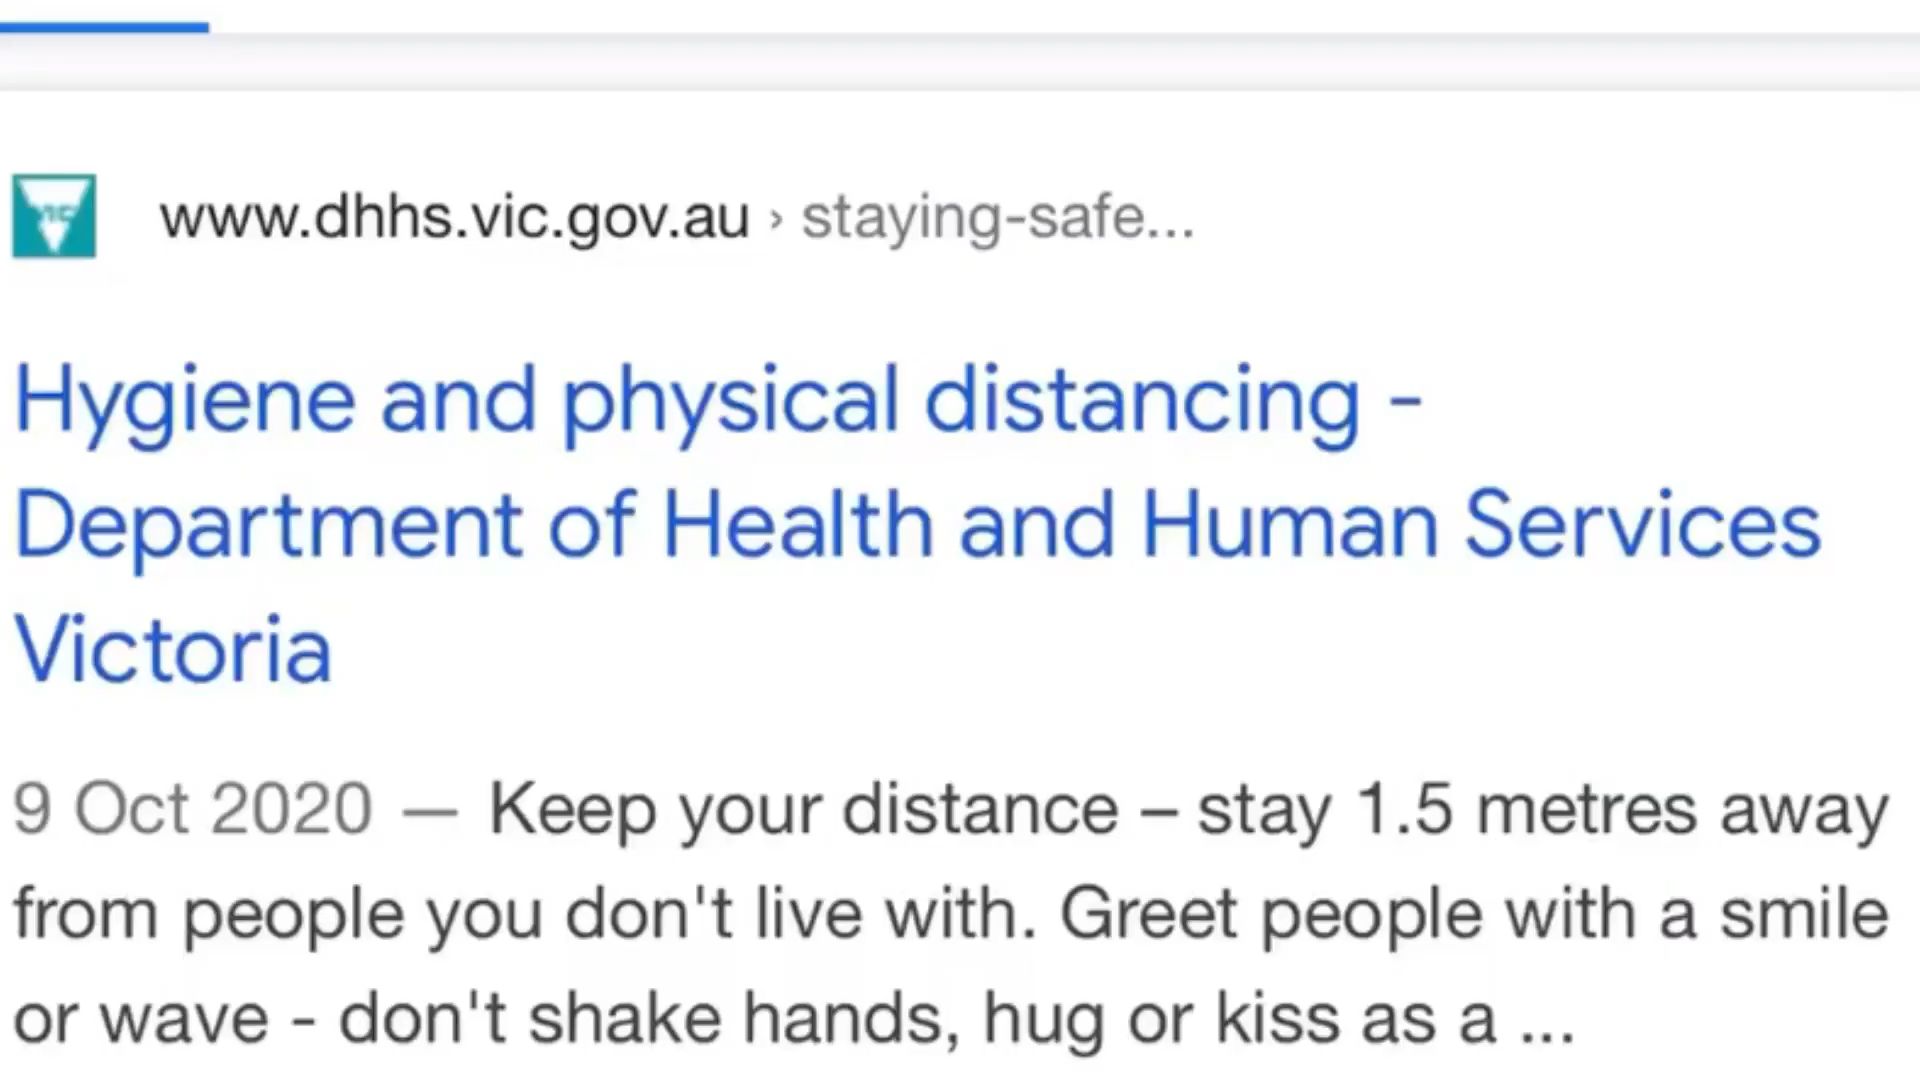 www.dhhs.vic.gov.au › staying-safe...
Hygiene and physical distancing -
Department of Health and Human Services
Victoria
9 Oct 2020 — Keep your distance – stay 1.5 metres away
from people you don't live with. Greet people with a smile
or wave - don't shake hands, hug or kiss as a ...